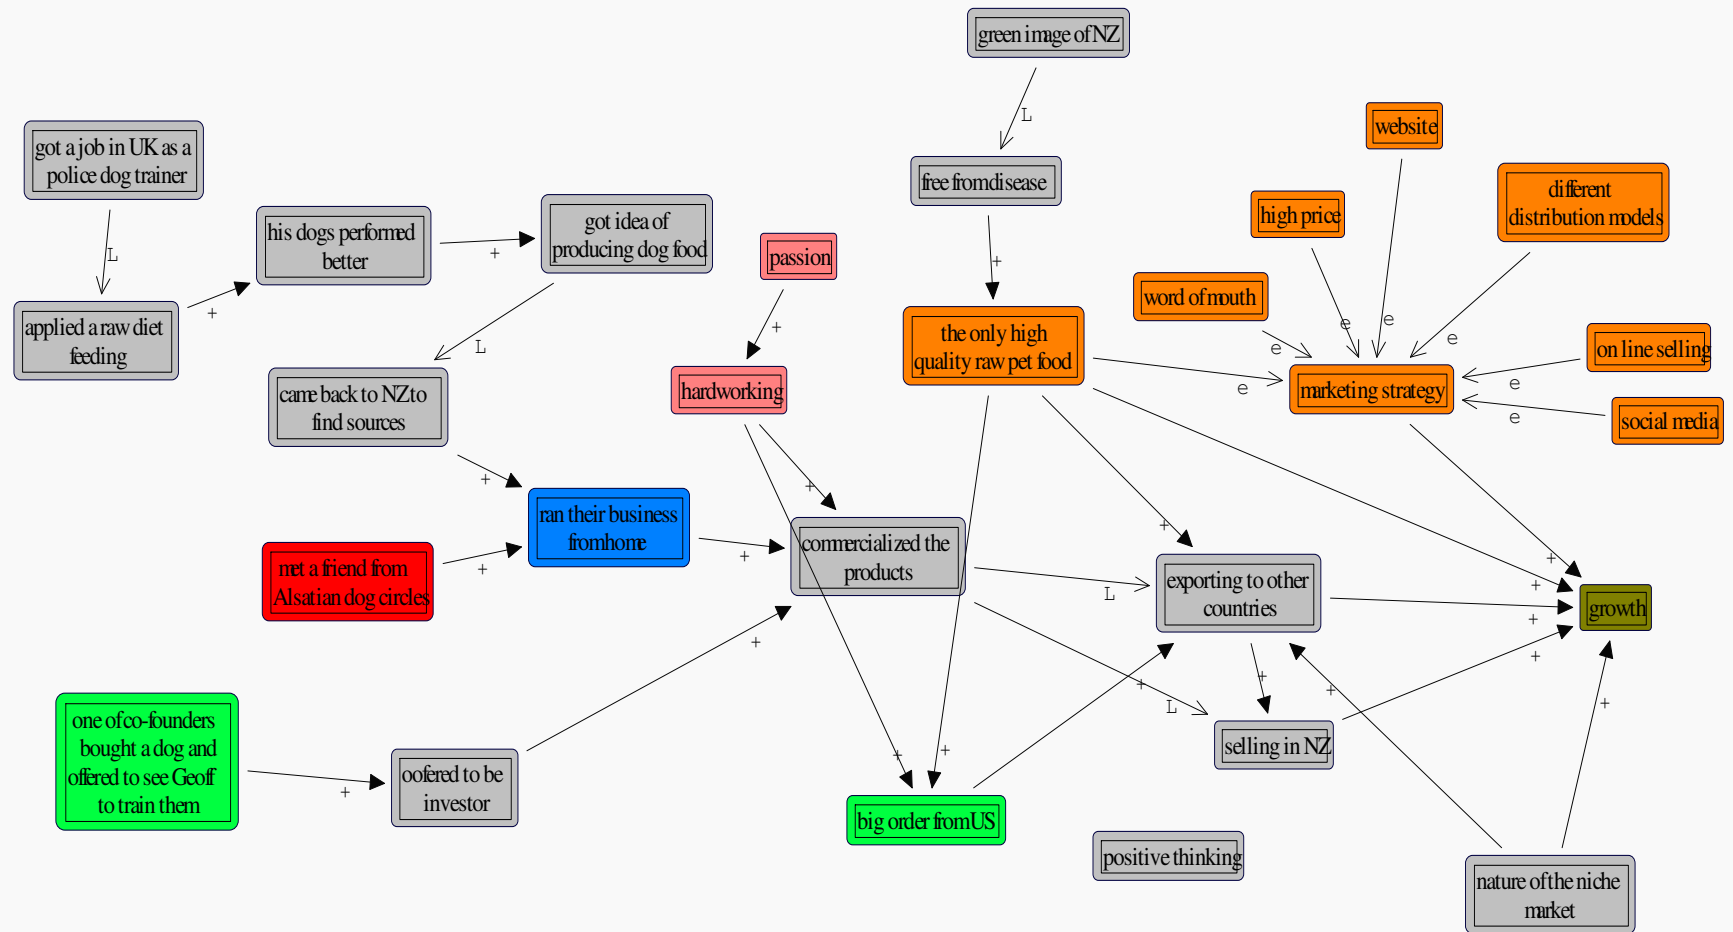 green image of NZ
website
got a job in UK as a
police dog trainer
free from disease
different
distribution models
high price
his dogs performed
better
got idea of
producing dog food
passion
word of mouth
applied a raw diet
feeding
the only high
quality raw pet food
on line selling
marketing strategy
hardworking
social media
came back to NZ to
find sources
ran their business
from home
commercialized the
products
met a friend from
Alsatian dog circles
exporting to other
countries
growth
one of co-founders
bought a dog and
offered to see Geoff
to train them
selling in NZ
oofered to be
investor
big order from US
positive thinking
nature of the niche
market
L
L
+
+
+
+
L
e
e
e
e
e
e
e
+
+
+
+
+
+
+
L
+
+
+
+
+
L
+
+
+
+
+
+